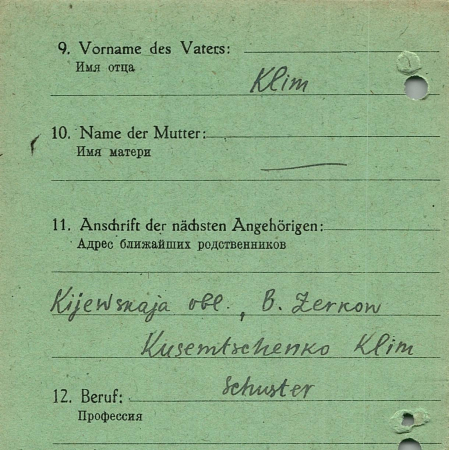 9. Vorname des Vaters:
Имя отца
Klim
10. Name der Mutter:
Имя матери
11. Anschrift der nächsten Angehörigen:
Адрес ближайших родственников
Kijewskaja obl., B. Zerkow
Kusemtschenko Klim
12. Beruf: Schuster
Профессия